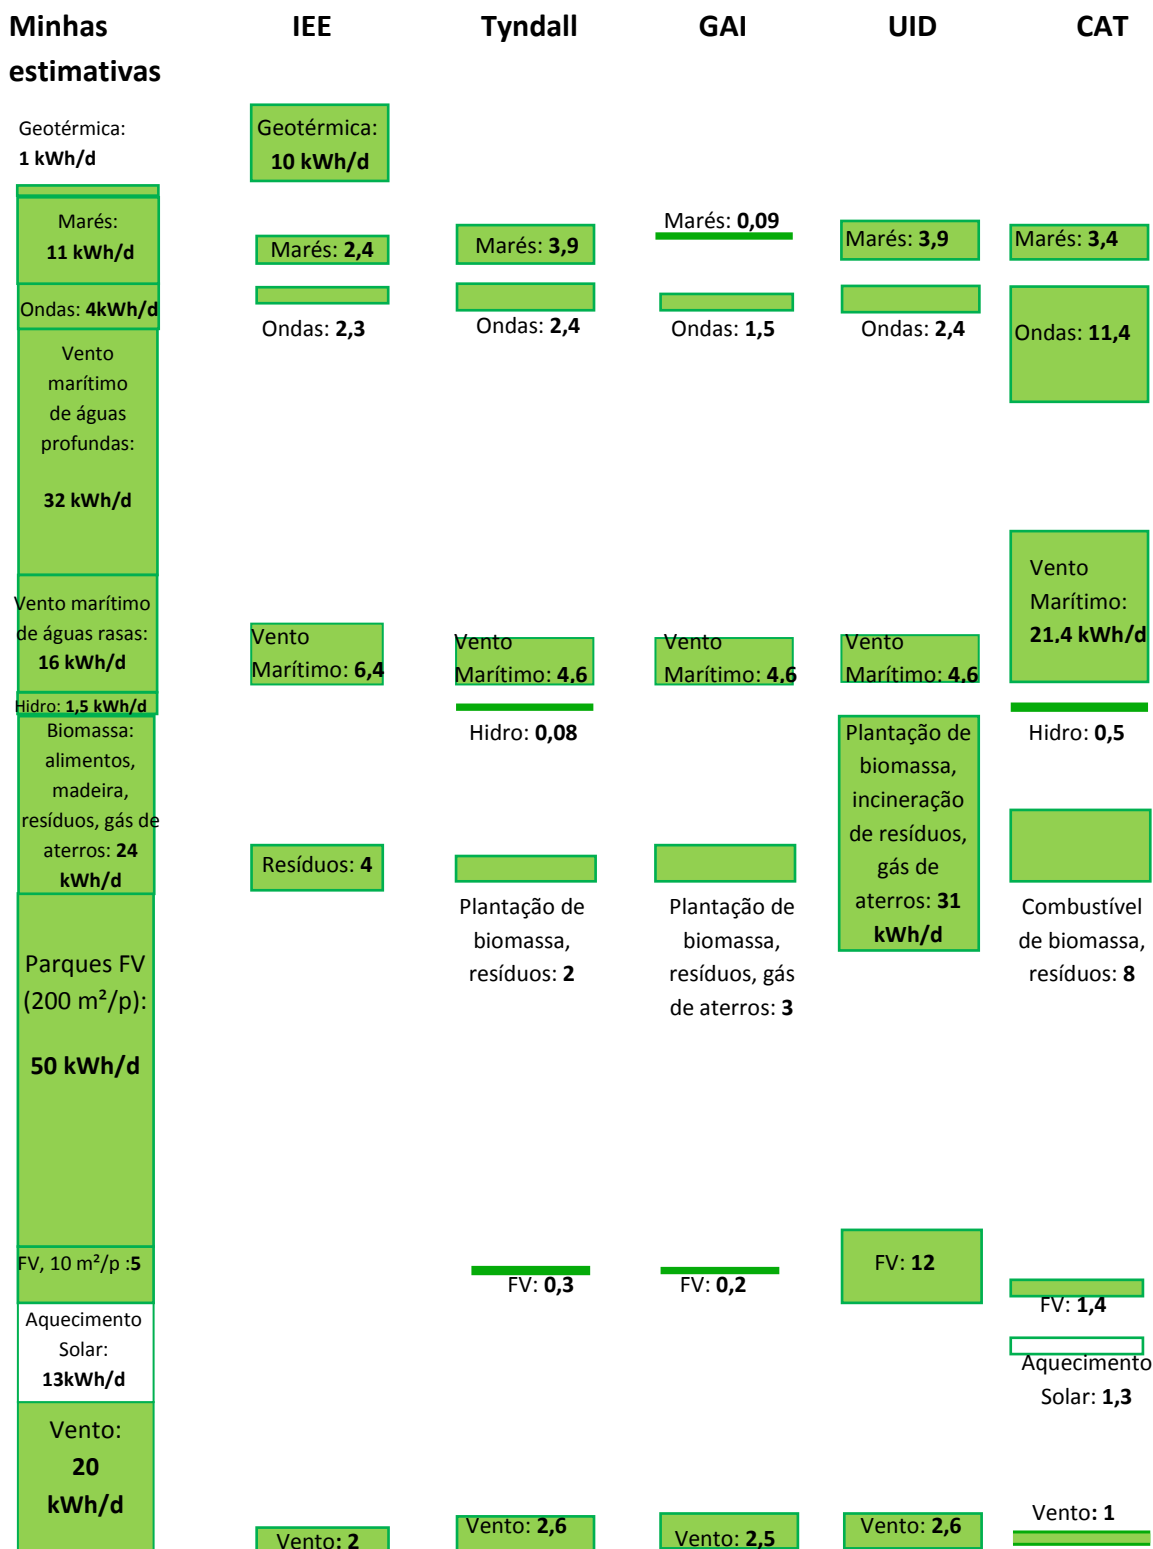 Minhas
estimativas
IEE
Tyndall
GAI
UID
CAT
Geotérmica:
1 kWh/d
Marés:
11 kWh/d
Ondas: 4kWh/d
Vento
marítimo
de águas
profundas:
32 kWh/d
Vento marítimo
de águas rasas:
16 kWh/d
Hidro: 1,5 kWh/d
Biomassa:
alimentos,
madeira,
resíduos, gás de
aterros: 24
kWh/d
Parques FV
(200 m²/p):
50 kWh/d
FV, 10 m²/p :5
Aquecimento
Solar:
13kWh/d
Vento:
20
kWh/d
Geotérmica:
10 kWh/d
Marés: 2,4
Ondas: 2,3
Vento
Marítimo: 6,4
Resíduos: 4
Vento: 2
Marés: 3,9
Ondas: 2,4
Vento
Marítimo: 4,6
Hidro: 0,08
Plantação de
biomassa,
resíduos: 2
FV: 0,3
Vento: 2,6
Marés: 0,09
Ondas: 1,5
Vento
Marítimo: 4,6
Plantação de
biomassa,
resíduos, gás
de aterros: 3
FV: 0,2
Vento: 2,5
Marés: 3,9
Ondas: 2,4
Vento
Marítimo: 4,6
Plantação de
biomassa,
incineração
de resíduos,
gás de
aterros: 31
kWh/d
FV: 12
Vento: 2,6
Marés: 3,4
Ondas: 11,4
Vento
Marítimo:
21,4 kWh/d
Hidro: 0,5
Combustível
de biomassa,
resíduos: 8
FV: 1,4
Aquecimento
Solar: 1,3
Vento: 1